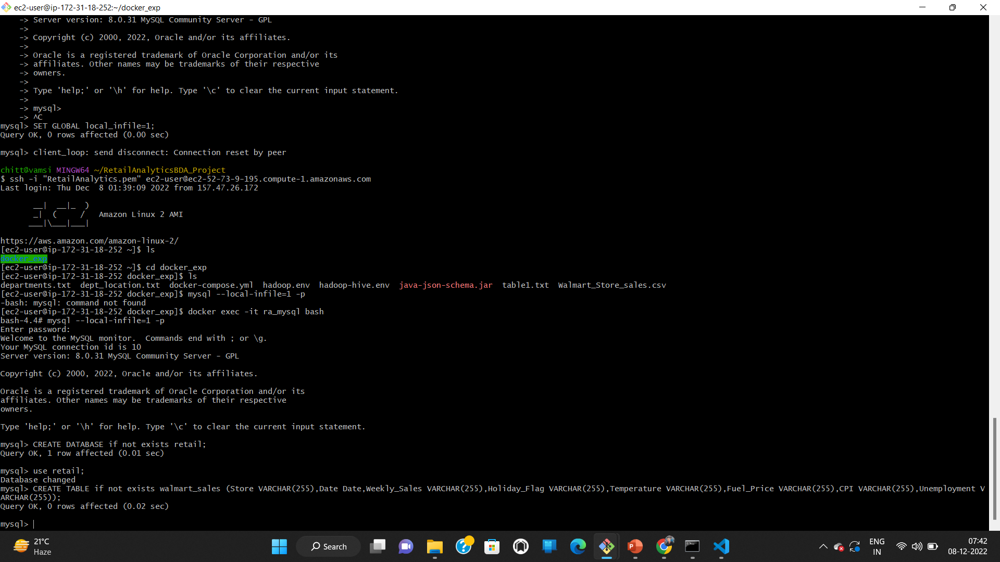 ec2-user@ip-172-31-18-252:~/docker_exp
-> Server version: 8.0.31 MySQL Community Server - GPL
->
-> Copyright (c) 2000, 2022, Oracle and/or its affiliates.
->
-> Oracle is a registered trademark of Oracle Corporation and/or its
-> affiliates. Other names may be trademarks of their respective
-> owners.
->
-> Type 'help;' or '\h' for help. Type '\c' to clear the current input statement.
->
-> mysql>
-> ^C
mysql> SET GLOBAL local_infile=1;
Query OK, 0 rows affected (0.00 sec)
mysql> client_loop: send disconnect: Connection reset by peer
chitt@vamsi MINGW64 ~/RetailAnalyticsBDA_Project
$ ssh -i "RetailAnalytics.pem" ec2-user@ec2-52-73-9-195.compute-1.amazonaws.com
Last login: Thu Dec  8 01:39:09 2022 from 157.47.26.172
       __|  __|_  )
       _|  (     /   Amazon Linux 2 AMI
      ___|\___|___|
https://aws.amazon.com/amazon-linux-2/
[ec2-user@ip-172-31-18-252 ~]$ ls
docker_exp
[ec2-user@ip-172-31-18-252 ~]$ cd docker_exp
[ec2-user@ip-172-31-18-252 docker_exp]$ ls
departments.txt  dept_location.txt  docker-compose.yml  hadoop.env  hadoop-hive.env  java-json-schema.jar  table1.txt  Walmart_Store_sales.csv
[ec2-user@ip-172-31-18-252 docker_exp]$ mysql --local-infile=1 -p
-bash: mysql: command not found
[ec2-user@ip-172-31-18-252 docker_exp]$ docker exec -it ra_mysql bash
bash-4.4# mysql --local-infile=1 -p
Enter password:
Welcome to the MySQL monitor.  Commands end with ; or \g.
Your MySQL connection id is 10
Server version: 8.0.31 MySQL Community Server - GPL
Copyright (c) 2000, 2022, Oracle and/or its affiliates.
Oracle is a registered trademark of Oracle Corporation and/or its
affiliates. Other names may be trademarks of their respective
owners.
Type 'help;' or '\h' for help. Type '\c' to clear the current input statement.
mysql> CREATE DATABASE if not exists retail;
Query OK, 1 row affected (0.01 sec)
mysql> use retail;
Database changed
mysql> CREATE TABLE if not exists walmart_sales (Store VARCHAR(255),Date Date,Weekly_Sales VARCHAR(255),Holiday_Flag VARCHAR(255),Temperature VARCHAR(255),Fuel_Price VARCHAR(255),CPI VARCHAR(255),Unemployment V
ARCHAR(255));
Query OK, 0 rows affected (0.02 sec)
mysql>
21°C
Haze
Search
ENG
IN
07:42
08-12-2022